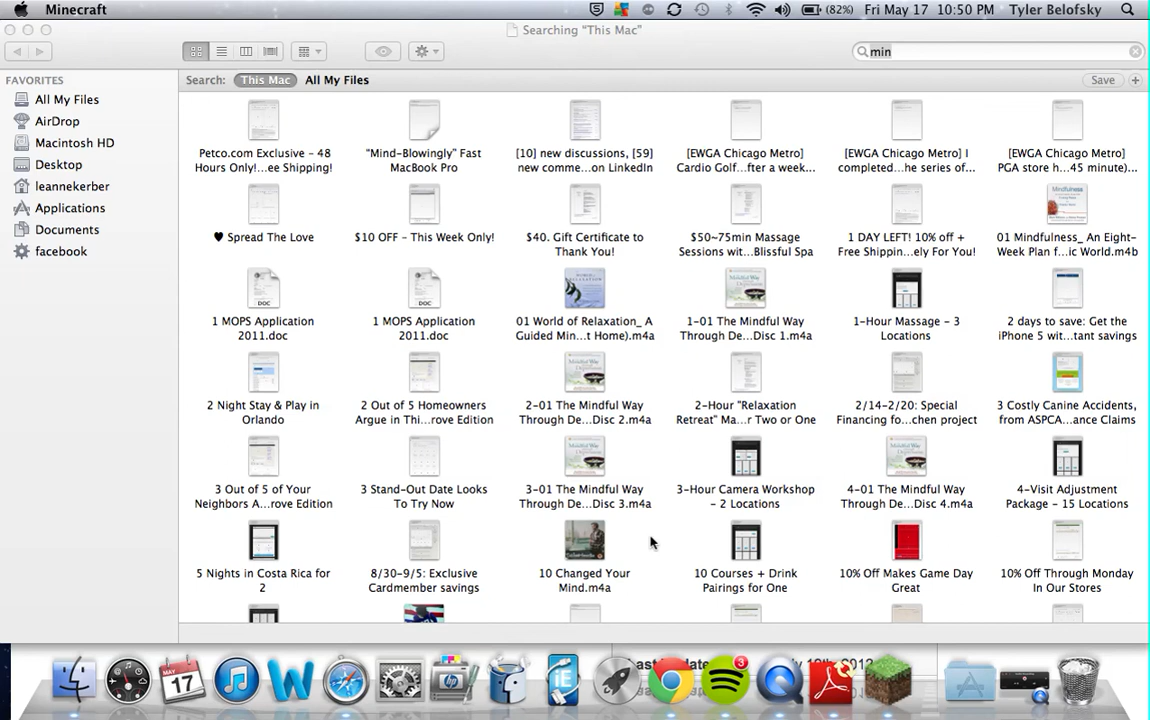 Minecraft (82%) Fri May 17 10:50 PM Tyler Belofsky
Searching "This Mac"
min
Search: This Mac All My Files Save
FAVORITES
All My Files
AirDrop
Macintosh HD
Desktop
leannekerber
Applications
Documents
facebook
Petco.com Exclusive - 48 Hours Only!...ee Shipping!
"Mind-Blowingly" Fast MacBook Pro
[10] new discussions, [59] new comme...on LinkedIn
[EWGA Chicago Metro] Cardio Golf...fter a week...
[EWGA Chicago Metro] I completed...he series of...
[EWGA Chicago Metro] PGA store h...45 minute)...
♥ Spread The Love
$10 OFF - This Week Only!
$40. Gift Certificate to Thank You!
$50~75min Massage Sessions wit...Blissful Spa
1 DAY LEFT! 10% off + Free Shippin...ely For You!
01 Mindfulness_ An Eight-Week Plan f...ic World.m4b
1 MOPS Application 2011.doc
1 MOPS Application 2011.doc
01 World of Relaxation_ A Guided Min...t Home).m4a
1-01 The Mindful Way Through De...Disc 1.m4a
1-Hour Massage - 3 Locations
2 days to save: Get the iPhone 5 wit...tant savings
2 Night Stay & Play in Orlando
2 Out of 5 Homeowners Argue in Thi...rove Edition
2-01 The Mindful Way Through De...Disc 2.m4a
2-Hour "Relaxation Retreat" Ma...r Two or One
2/14-2/20: Special Financing fo...chen project
3 Costly Canine Accidents, from ASPCA...ance Claims
3 Out of 5 of Your Neighbors A...rove Edition
3 Stand-Out Date Looks To Try Now
3-01 The Mindful Way Through De...Disc 3.m4a
3-Hour Camera Workshop - 2 Locations
4-01 The Mindful Way Through De...Disc 4.m4a
4-Visit Adjustment Package - 15 Locations
5 Nights in Costa Rica for 2
8/30-9/5: Exclusive Cardmember savings
10 Changed Your Mind.m4a
10 Courses + Drink Pairings for One
10% Off Makes Game Day Great
10% Off Through Monday In Our Stores
DOC
DOC
Mindfulness
MAY
17
W
iE
3